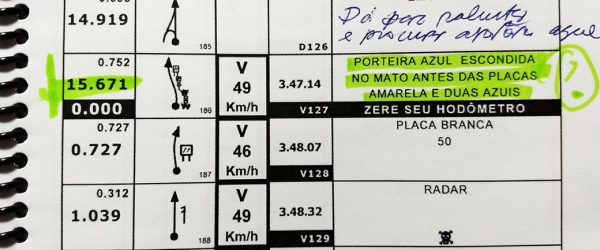 14.919
185
D126
Dá por
e procurar azul
0.752
15.671
0.000
186
V
49
Km/h
3.47.14
V127
PORTEIRA AZUL ESCONDIDA
NO MATO ANTES DAS PLACAS
AMARELA E DUAS AZUIS
ZERE SEU HODÔMETRO
?
0.727
0.727
187
V
46
Km/h
3.48.07
V128
PLACA BRANCA
50
0.312
1.039
188
V
49
Km/h
3.48.32
V129
RADAR